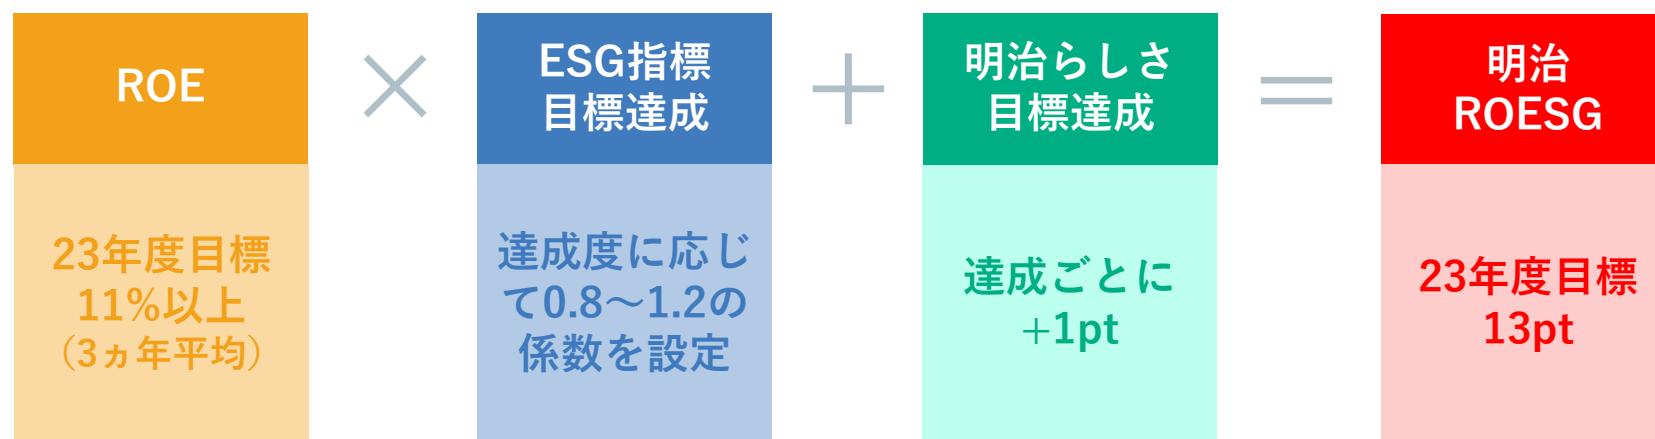 ROE
23年度目標
11%以上
（3ヵ年平均）
×
ESG指標
目標達成
達成度に応じ
て0.8～1.2の
係数を設定
＋
明治らしさ
目標達成
達成ごとに
+1pt
＝
明治
ROESG
23年度目標
13pt